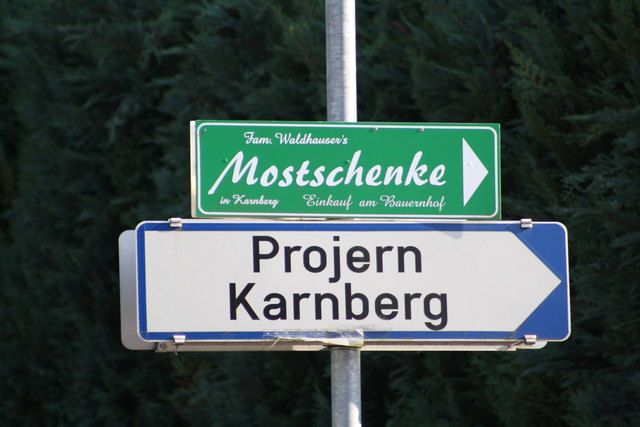 Fam. Waldhauser's
Mostschenke
in Karnberg Einkauf am Bauernhof
Projern
Karnberg